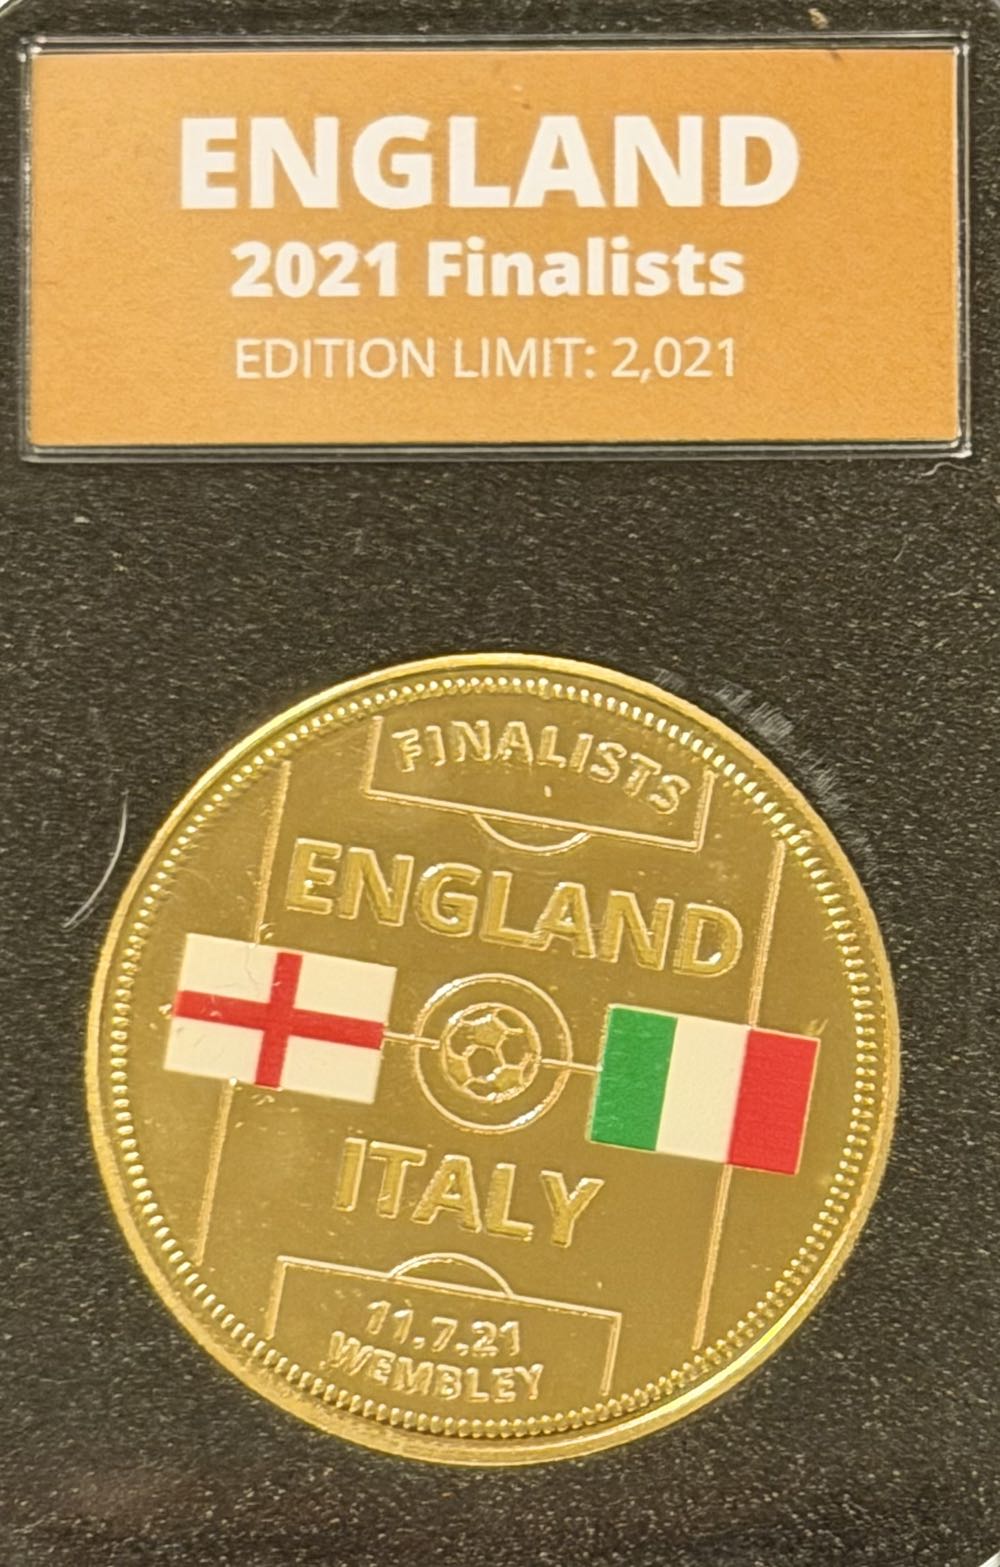 ENGLAND
2021 Finalists
EDITION LIMIT: 2,021
FINALISTS
ENGLAND
ITALY
11.7.21
WEMBLEY